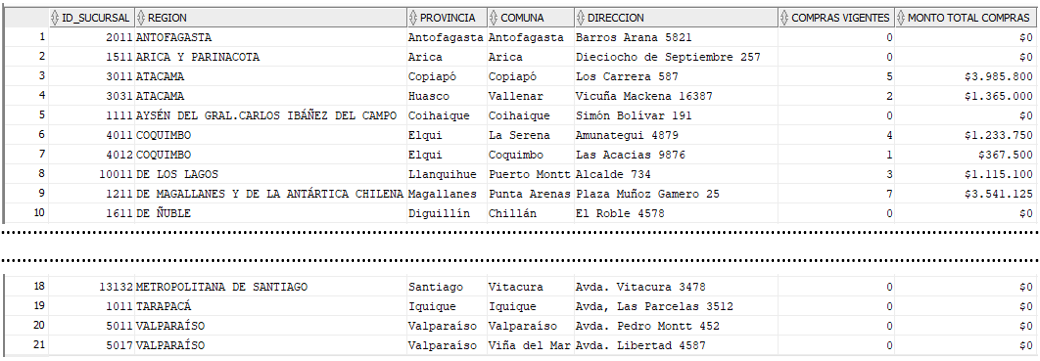 ID_SUCURSAL REGION PROVINCIA COMUNA DIRECCION COMPRAS VIGENTES MONTO TOTAL COMPRAS
1 2011 ANTOFAGASTA Antofagasta Antofagasta Barros Arana 5821 0 $0
2 1511 ARICA Y PARINACOTA Arica Arica Dieciocho de Septiembre 257 0 $0
3 3011 ATACAMA Copiapó Copiapó Los Carrera 587 5 $3.985.800
4 3031 ATACAMA Huasco Vallenar Vicuña Mackena 16387 2 $1.365.000
5 1111 AYSÉN DEL GRAL.CARLOS IBÁÑEZ DEL CAMPO Coihaique Coihaique Simón Bolívar 191 0 $0
6 4011 COQUIMBO Elqui La Serena Amunategui 4879 4 $1.233.750
7 4012 COQUIMBO Elqui Coquimbo Las Acacias 9876 1 $367.500
8 10011 DE LOS LAGOS Llanquihue Puerto Montt Alcalde 734 3 $1.115.100
9 1211 DE MAGALLANES Y DE LA ANTÁRTICA CHILENA Magallanes Punta Arenas Plaza Muñoz Gamero 25 7 $3.541.125
10 1611 DE ÑUBLE Diguillín Chillán El Roble 4578 0 $0
18 13132 METROPOLITANA DE SANTIAGO Santiago Vitacura Avda. Vitacura 3478 0 $0
19 1011 TARAPACÁ Iquique Iquique Avda, Las Parcelas 3512 0 $0
20 5011 VALPARAÍSO Valparaíso Valparaíso Avda. Pedro Montt 452 0 $0
21 5017 VALPARAÍSO Valparaíso Viña del Mar Avda. Libertad 4587 0 $0